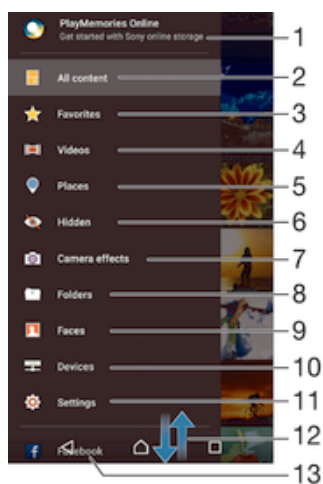 PlayMemories Online
Get started with Sony online storage
1
All content
2
Favorites
3
Videos
4
Places
5
Hidden
6
Camera effects
7
Folders
8
Faces
9
Devices
10
Settings
11
12
Facebook
13